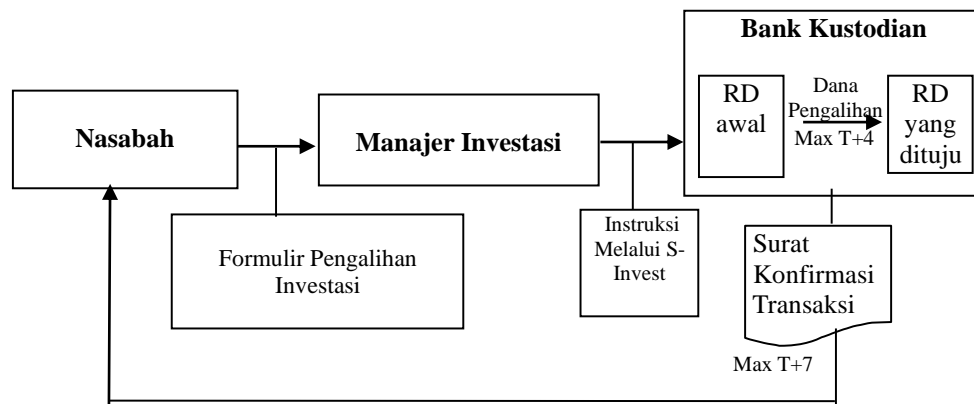 Bank Kustodian
Nasabah
Manajer Investasi
RD
awal
Dana
Pengalihan
Max T+4
RD
yang
dituju
Formulir Pengalihan
Investasi
Instruksi
Melalui S-
Invest
Surat
Konfirmasi
Transaksi
Max T+7